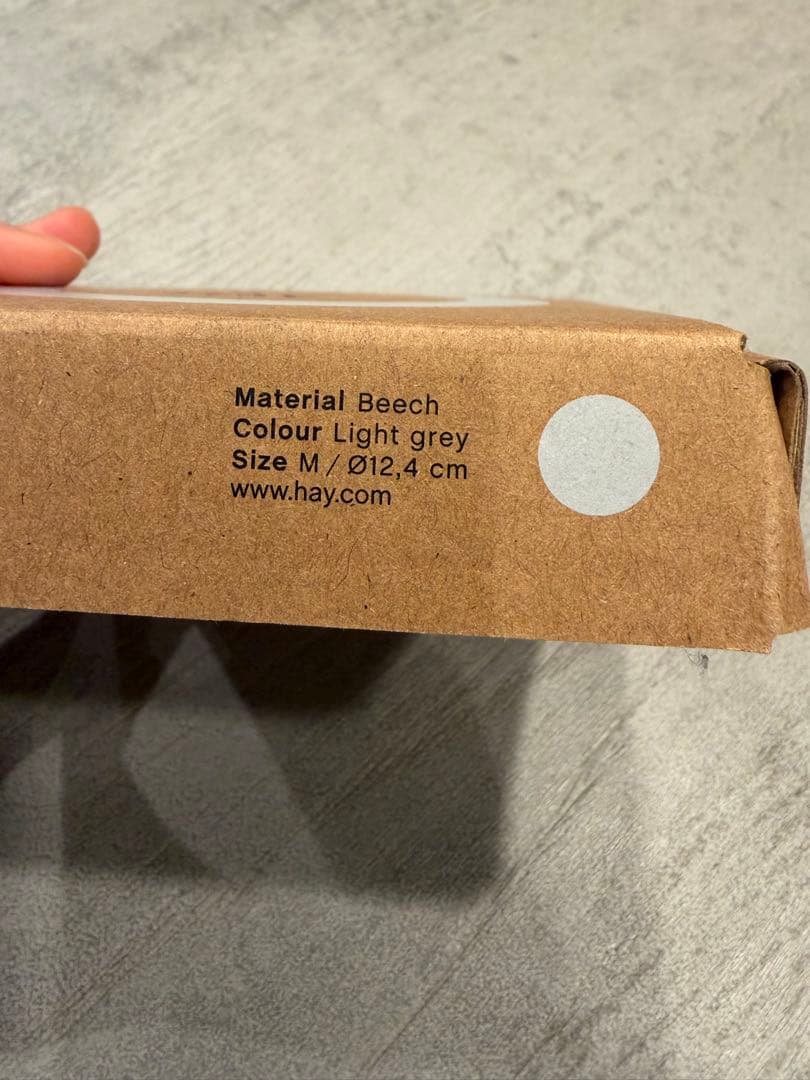 Material Beech
Colour Light grey
Size M / Ø12,4 cm
www.hay.com